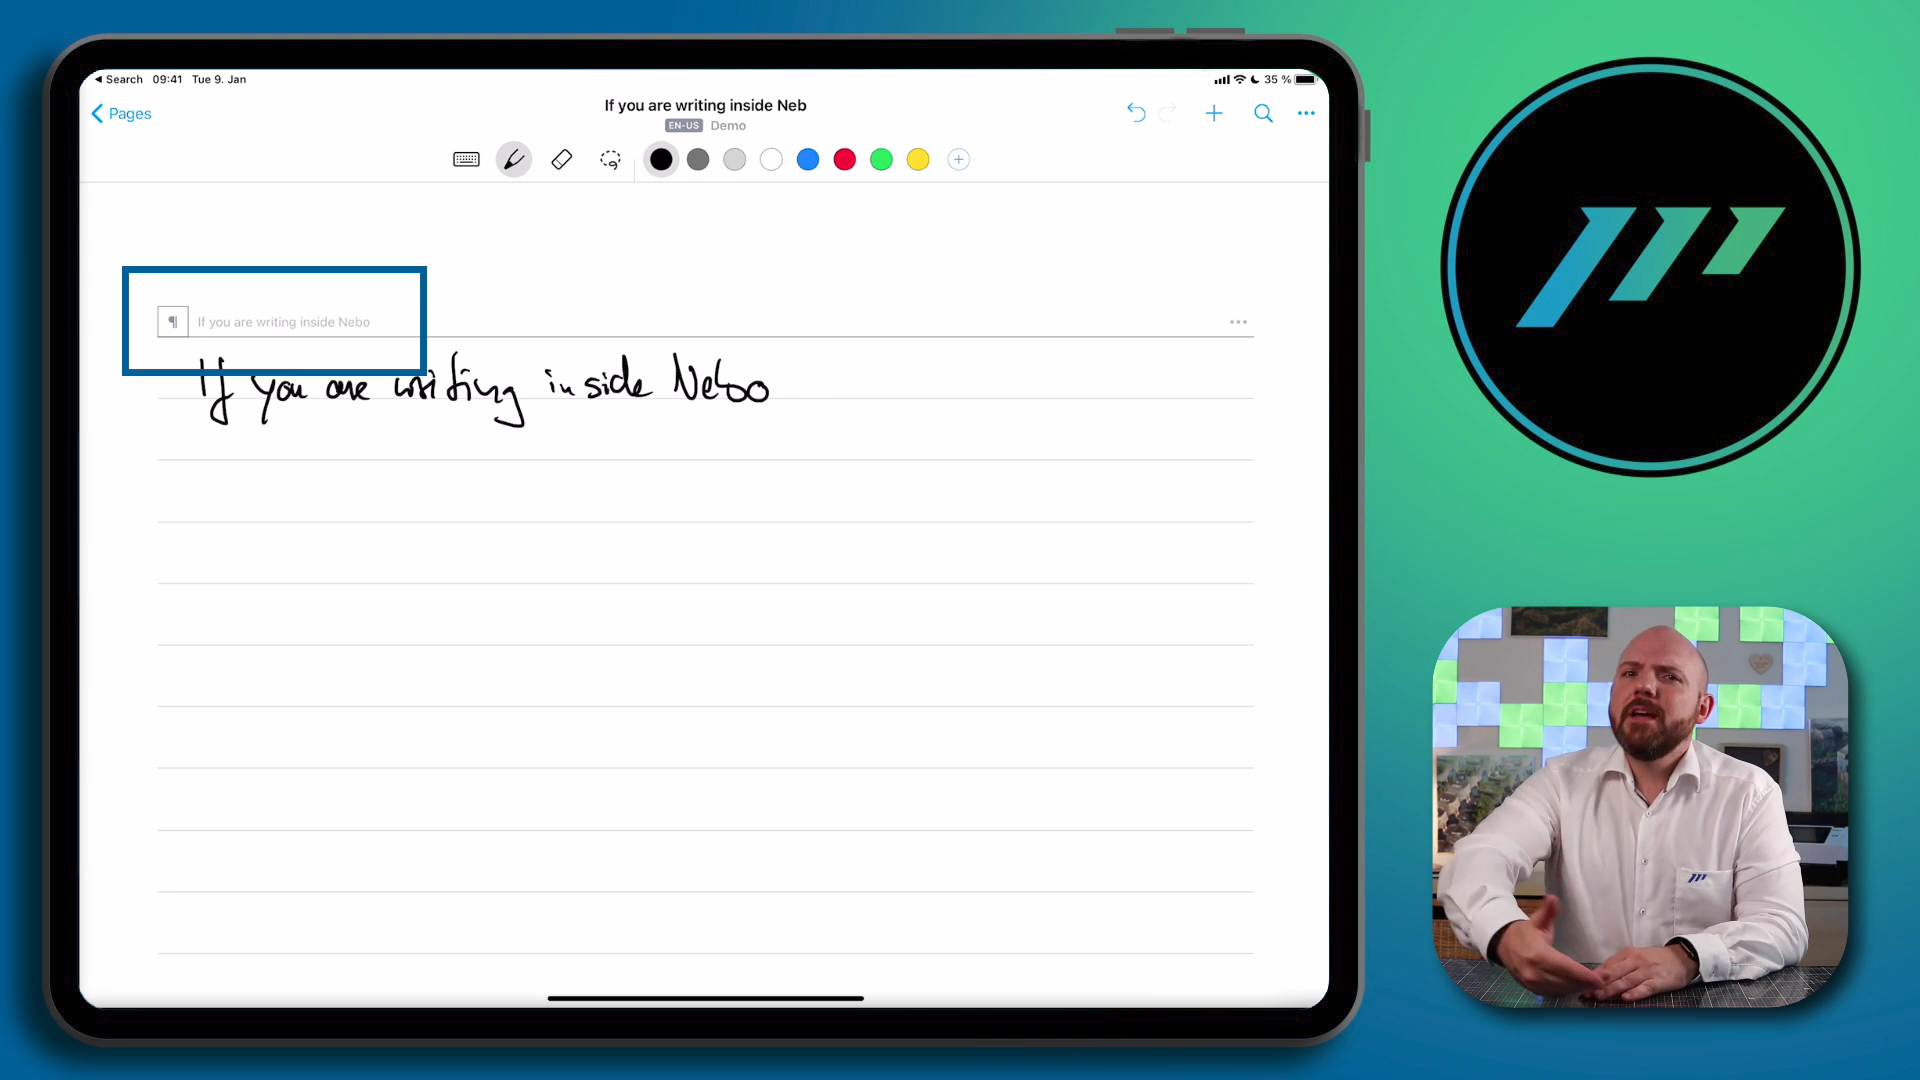 Search 09:41 Tue 9. Jan 35 %
Pages
If you are writing inside Neb
EN-US Demo
¶ If you are writing inside Nebo
If you are writing inside Nebo